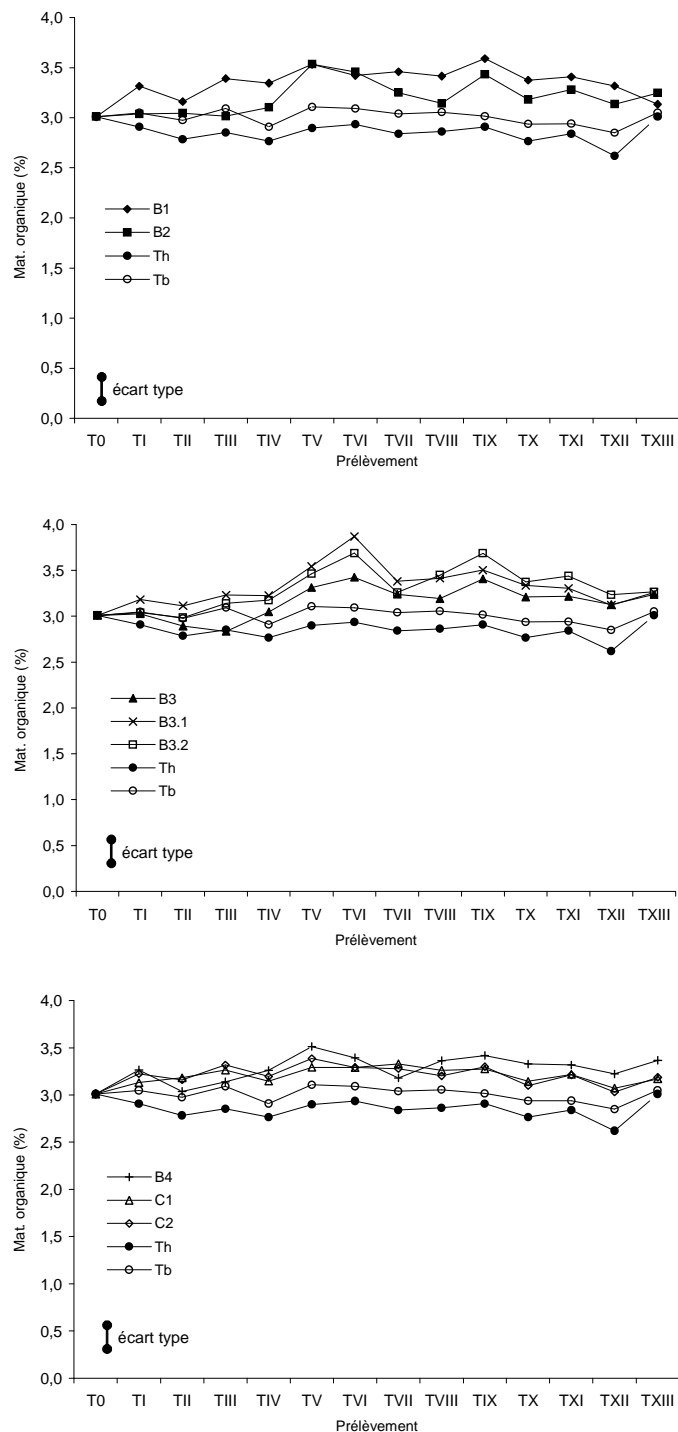 4,0
3,5
3,0
2,5
2,0
1,5
1,0
0,5
0,0
Mat. organique (%)
B1
B2
Th
Tb
écart type
T0 TI TII TIII TIV TV TVI TVII TVIII TIX TX TXI TXII TXIII
Prélèvement
4,0
3,5
3,0
2,5
2,0
1,5
1,0
0,5
0,0
Mat. organique (%)
B3
B3.1
B3.2
Th
Tb
écart type
T0 TI TII TIII TIV TV TVI TVII TVIII TIX TX TXI TXII TXIII
Prélèvement
4,0
3,5
3,0
2,5
2,0
1,5
1,0
0,5
0,0
Mat. organique (%)
B4
C1
C2
Th
Tb
écart type
T0 TI TII TIII TIV TV TVI TVII TVIII TIX TX TXI TXII TXIII
Prélèvement